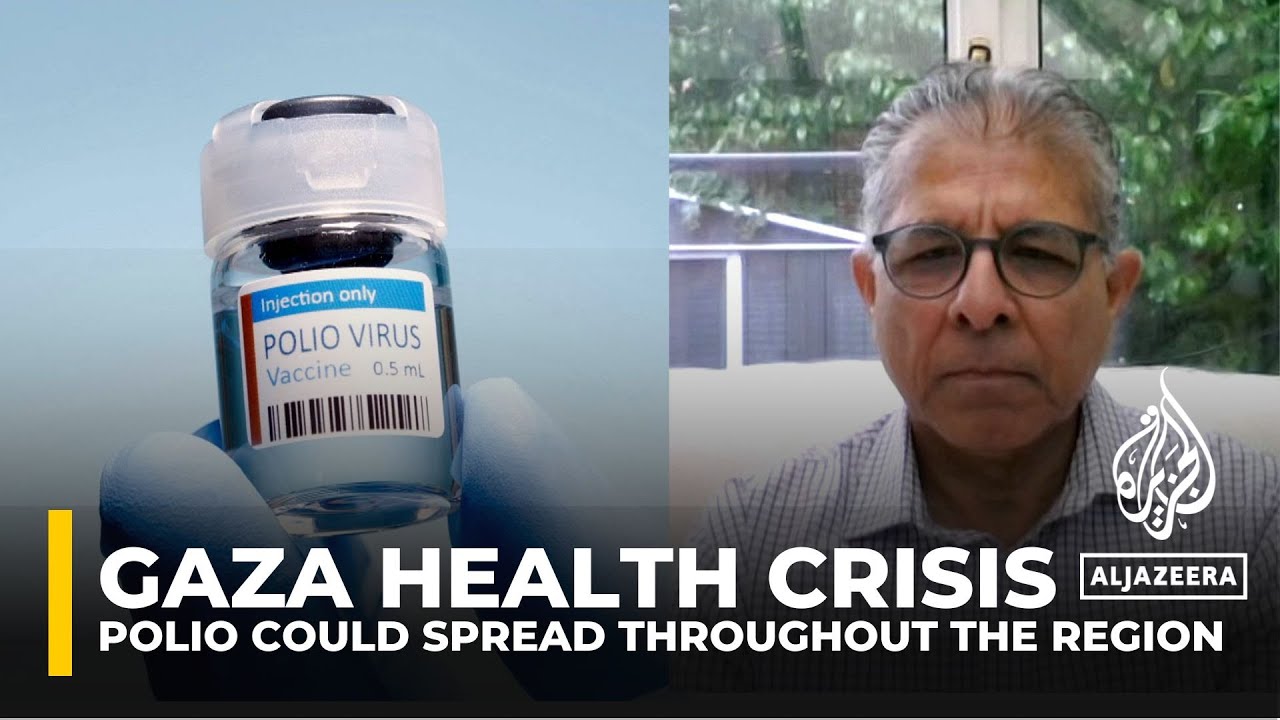 Injection only
POLIO VIRUS
Vaccine 0.5 mL
الجزيرة
GAZA HEALTH CRISIS
ALJAZEERA
POLIO COULD SPREAD THROUGHOUT THE REGION